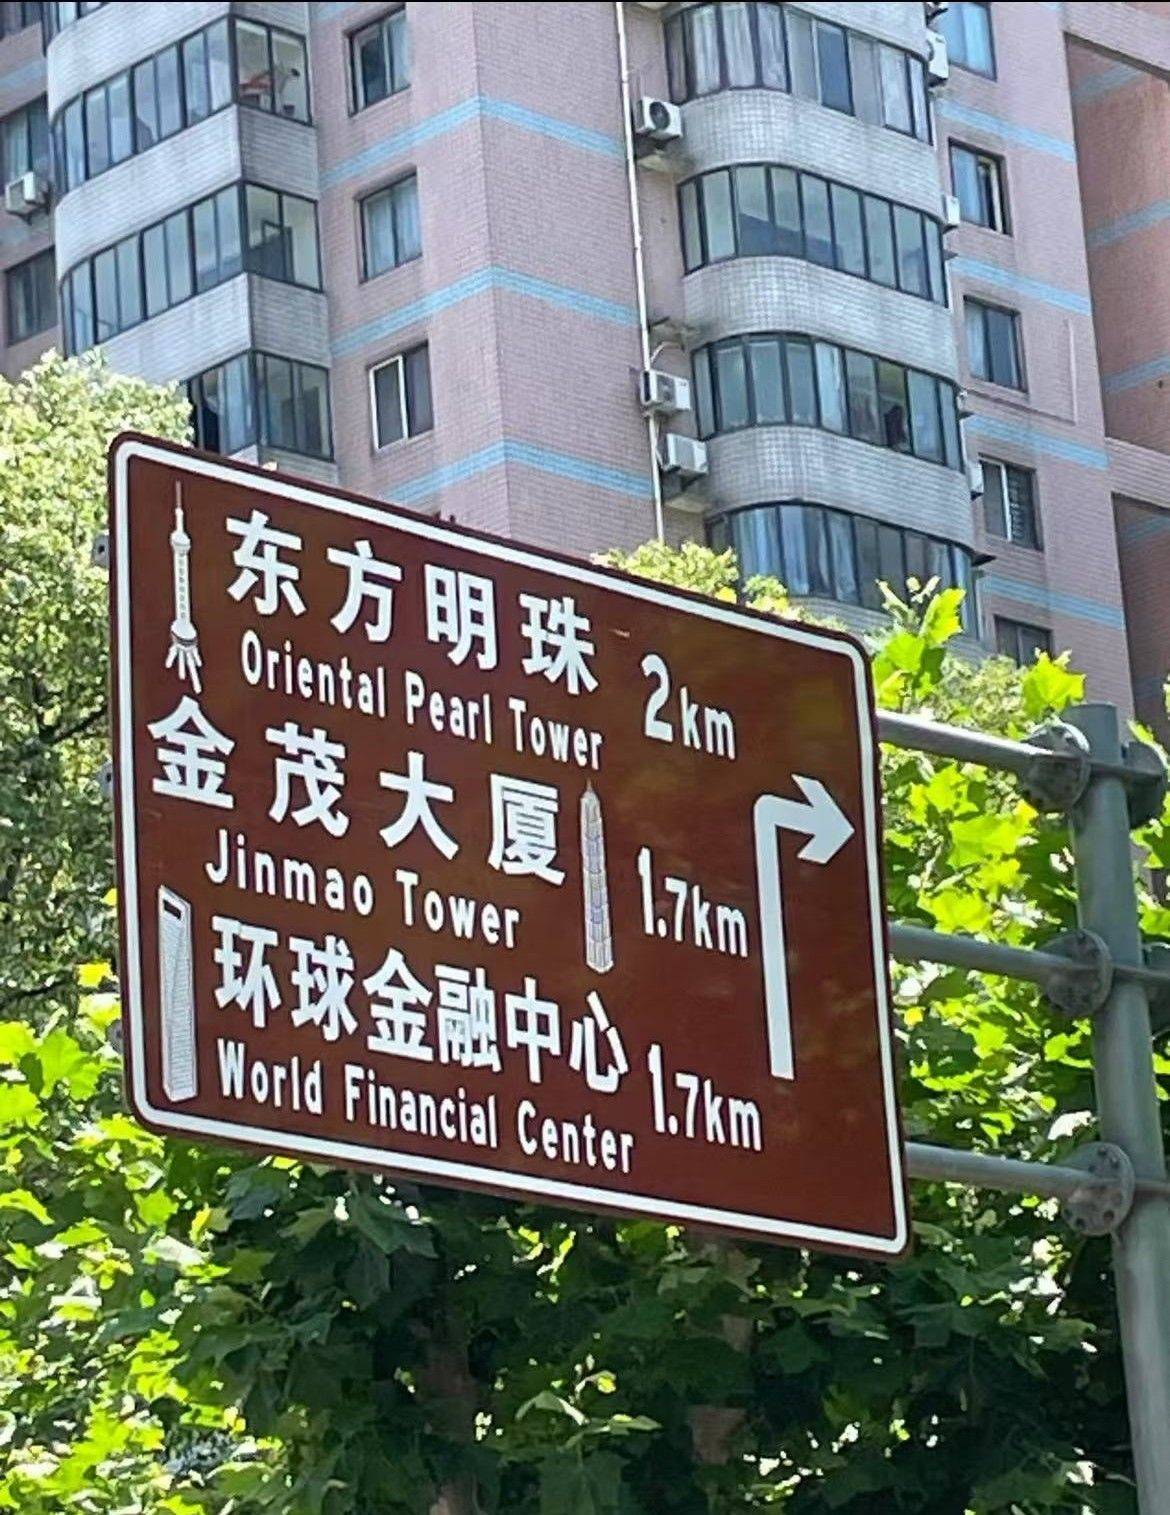 东方明珠
Oriental Pearl Tower
2km
金茂大厦
Jinmao Tower
1.7km
环球金融中心
World Financial Center
1.7km